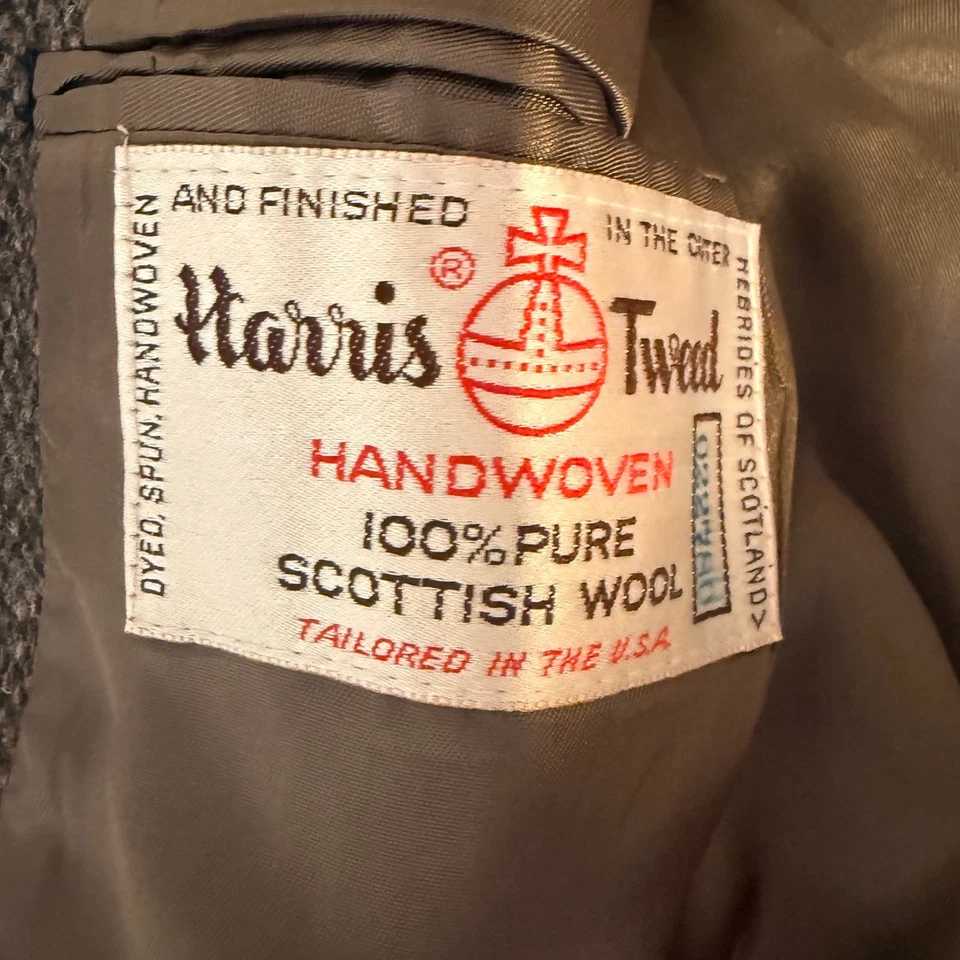 DYED, SPUN, HANDWOVEN
AND FINISHED
IN THE OUTER
HEBRIDES OF SCOTLAND>
Harris ® Tweed
HANDWOVEN
100% PURE
SCOTTISH WOOL
TAILORED IN THE U.S.A.